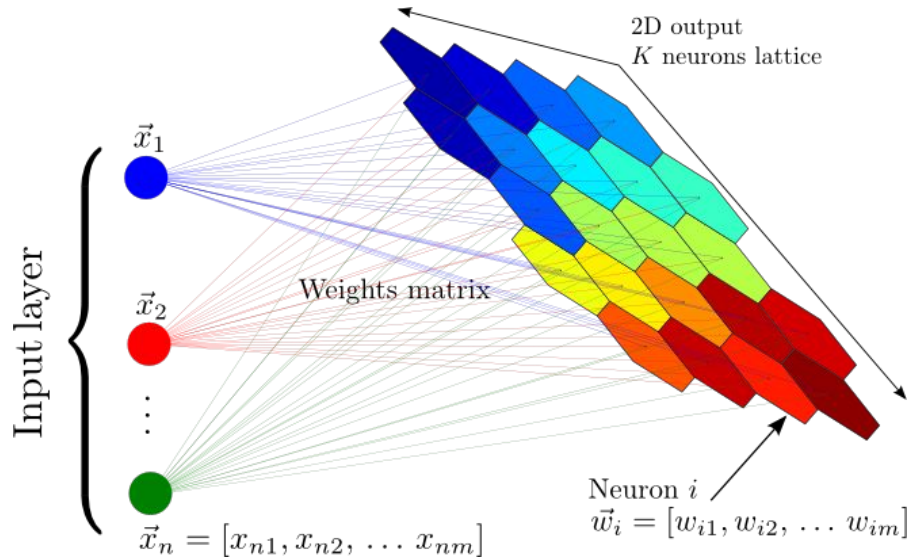 2D output
K neurons lattice
x⃗₁
Input layer
x⃗₂
Weights matrix
⋮
Neuron i
x⃗ₙ = [xₙ₁, xₙ₂, … xₙₘ]
w⃗ᵢ = [wᵢ₁, wᵢ₂, … wᵢₘ]